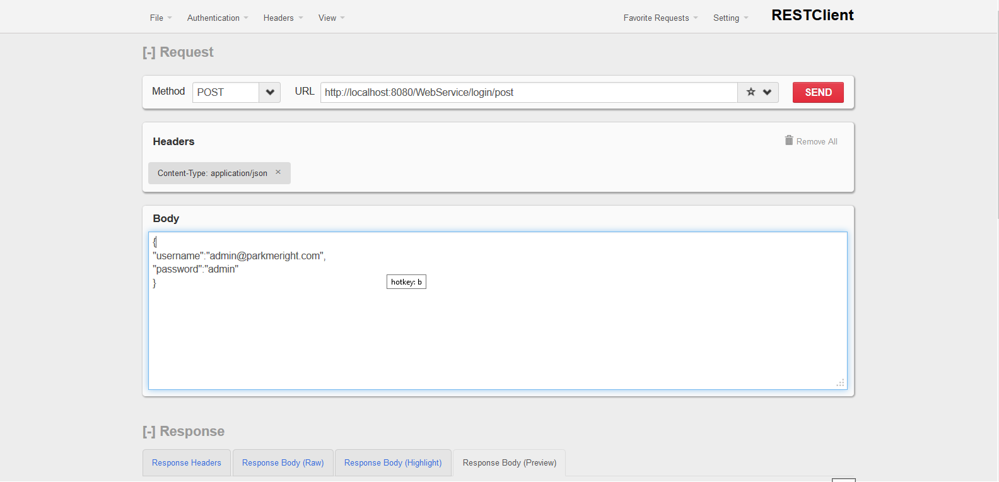 File Authentication Headers View Favorite Requests Setting RESTClient
[-] Request
Method POST URL http://localhost:8080/WebService/login/post SEND
Headers Remove All
Content-Type: application/json ×
Body
{
"username":"admin@parkmeright.com",
"password":"admin"
}
hotkey: b
[-] Response
Response Headers Response Body (Raw) Response Body (Highlight) Response Body (Preview)